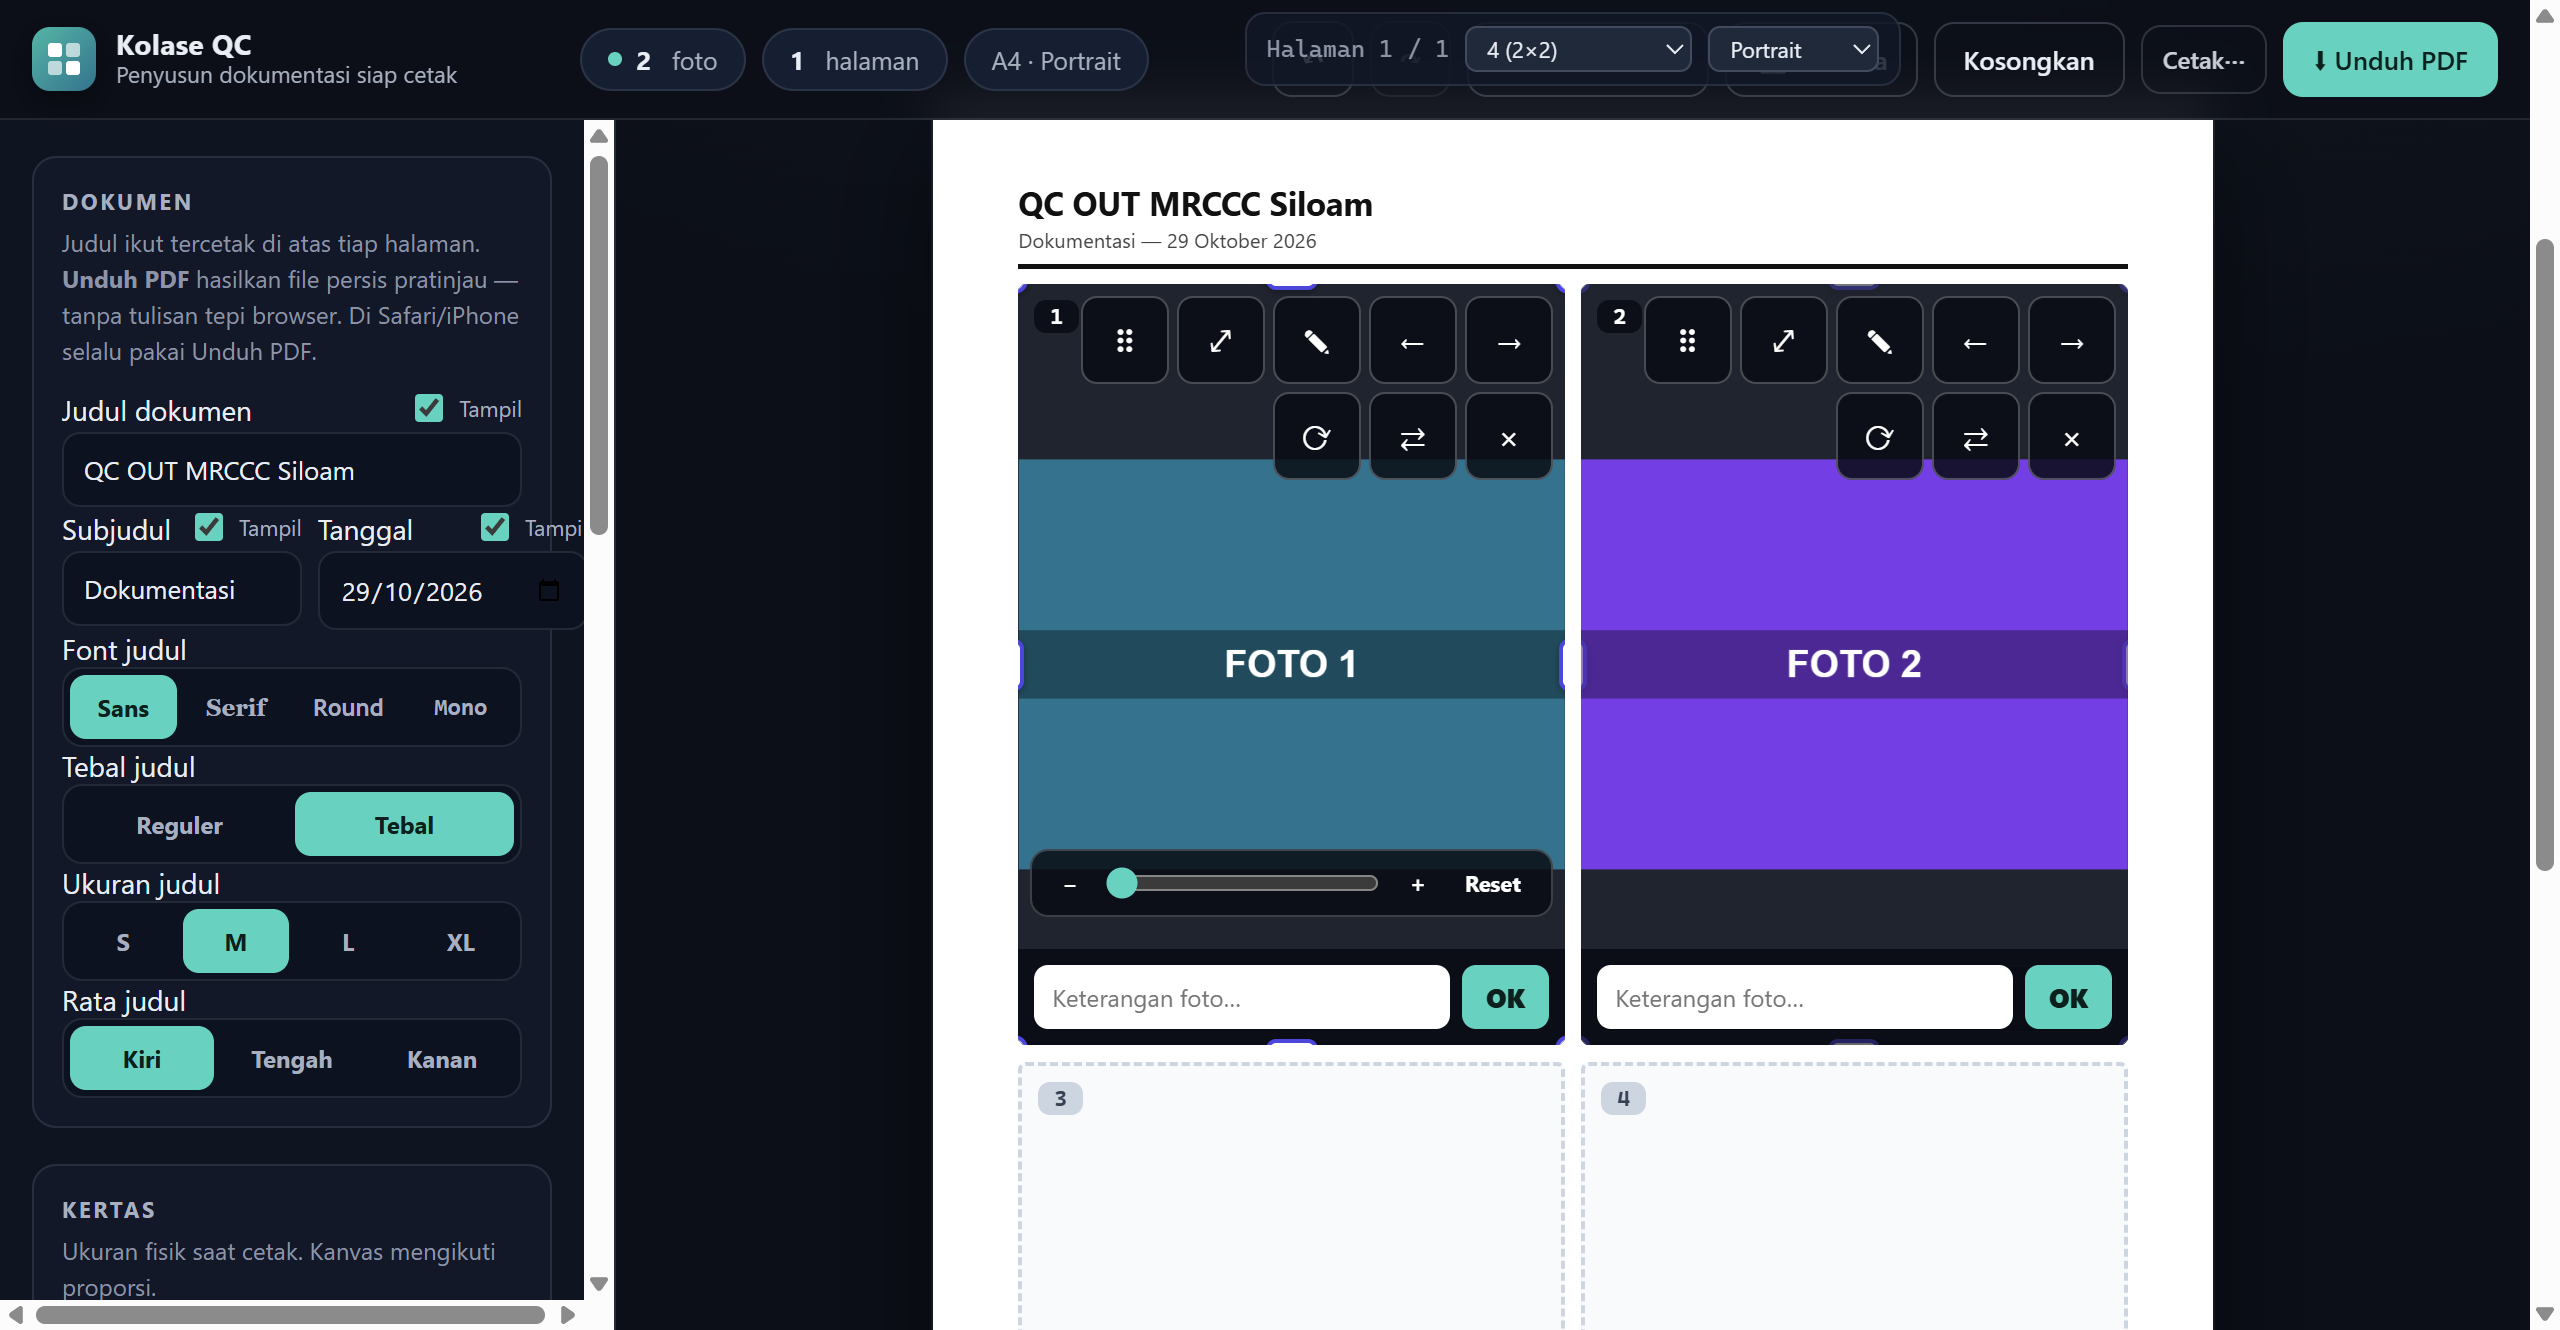 Kolase QC
Penyusun dokumentasi siap cetak
2 foto
1 halaman
A4 · Portrait
Halaman 1 / 1
4 (2×2)
Portrait
Kosongkan
Cetak···
⬇ Unduh PDF
DOKUMEN
Judul ikut tercetak di atas tiap halaman.
Unduh PDF hasilkan file persis pratinjau —
tanpa tulisan tepi browser. Di Safari/iPhone
selalu pakai Unduh PDF.
Judul dokumen
Tampil
QC OUT MRCCC Siloam
Subjudul
Tampil
Tanggal
Tampi
Dokumentasi
29/10/2026
Font judul
Sans
Serif
Round
Mono
Tebal judul
Reguler
Tebal
Ukuran judul
S
M
L
XL
Rata judul
Kiri
Tengah
Kanan
KERTAS
Ukuran fisik saat cetak. Kanvas mengikuti
proporsi.
QC OUT MRCCC Siloam
Dokumentasi — 29 Oktober 2026
1
FOTO 1
– + Reset
Keterangan foto...
OK
2
FOTO 2
Keterangan foto...
OK
3
4